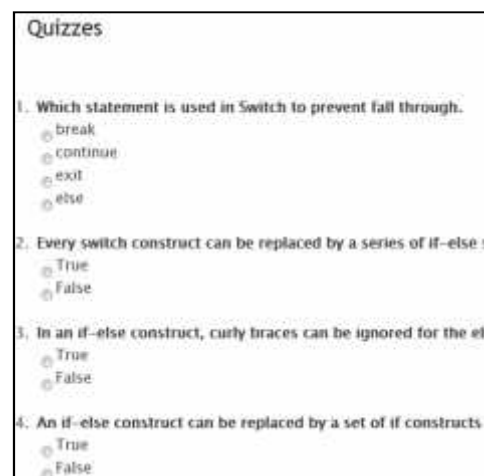 Quizzes
1. Which statement is used in Switch to prevent fall through.
break
continue
exit
else
2. Every switch construct can be replaced by a series of if-else
True
False
3. In an if-else construct, curly braces can be ignored for the
True
False
4. An if-else construct can be replaced by a set of if constructs
True
False